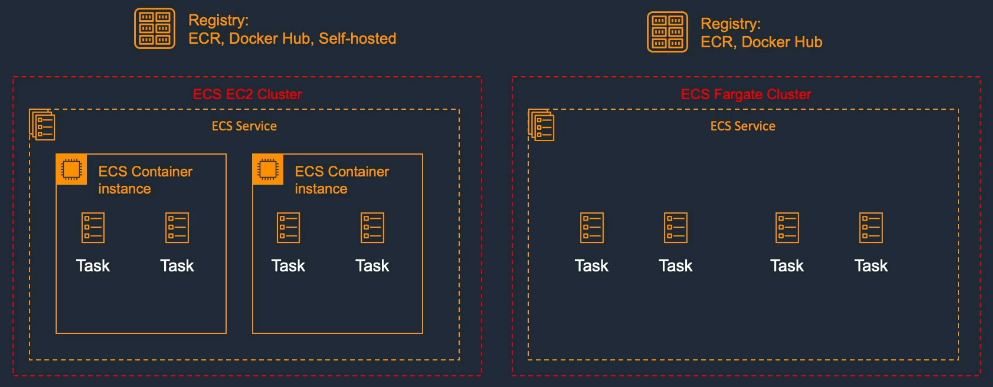 Registry:
ECR, Docker Hub, Self-hosted
Registry:
ECR, Docker Hub
ECS EC2 Cluster
ECS Service
ECS Container
instance
ECS Container
instance
Task
Task
Task
Task
ECS Fargate Cluster
ECS Service
Task
Task
Task
Task